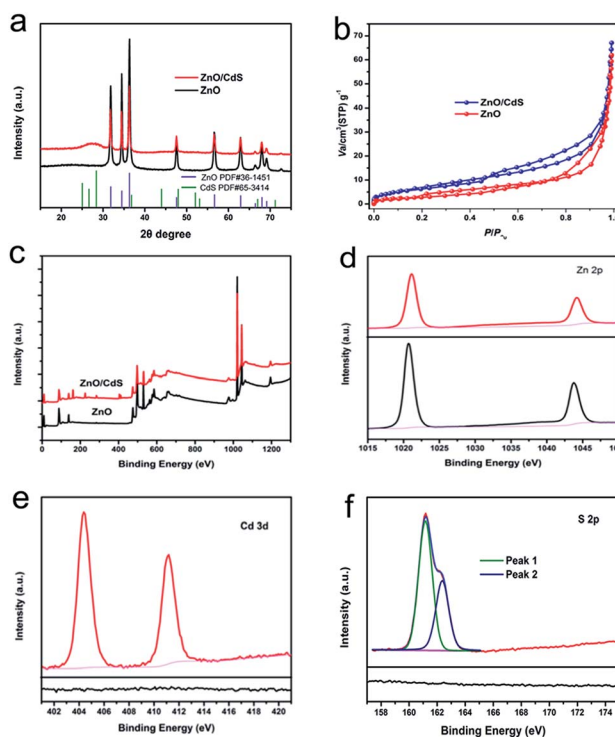 a
Intensity (a.u.)
ZnO/CdS
ZnO
ZnO PDF#36-1451
CdS PDF#65-3414
20 30 40 50 60 70
2θ degree
b
Va/cm³(STP) g⁻¹
70
60
50
40
30
20
10
0
ZnO/CdS
ZnO
0.0 0.2 0.4 0.6 0.8 1.
P/P
c
Intensity (a.u.)
ZnO/CdS
ZnO
0 200 400 600 800 1000 1200
Binding Energy (eV)
d
Intensity (a.u.)
Zn 2p
1015 1020 1025 1030 1035 1040 1045
Binding Energy (eV)
e
Intensity (a.u.)
Cd 3d
402 404 406 408 410 412 414 416 418 420
Binding Energy (eV)
f
Intensity (a.u.)
S 2p
Peak 1
Peak 2
158 160 162 164 166 168 170 172 174
Binding Energy (eV)